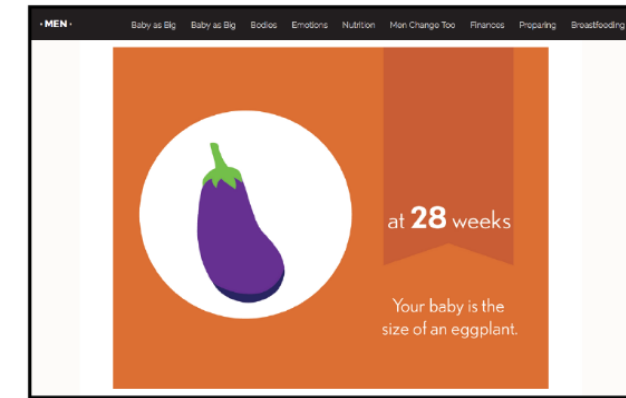 • MEN • Baby as Big Baby as Big Bodies Emotions Nutrition Men Change Too Finances Preparing Breastfeeding
at 28 weeks
Your baby is the
size of an eggplant.